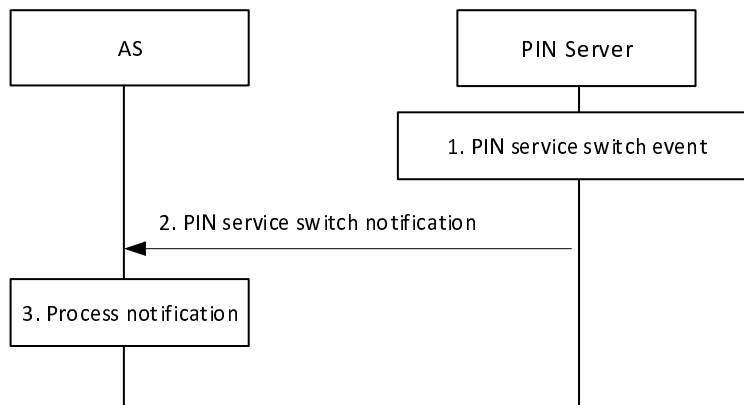 AS
PIN Server
1. PIN service switch event
2. PIN service switch notification
3. Process notification